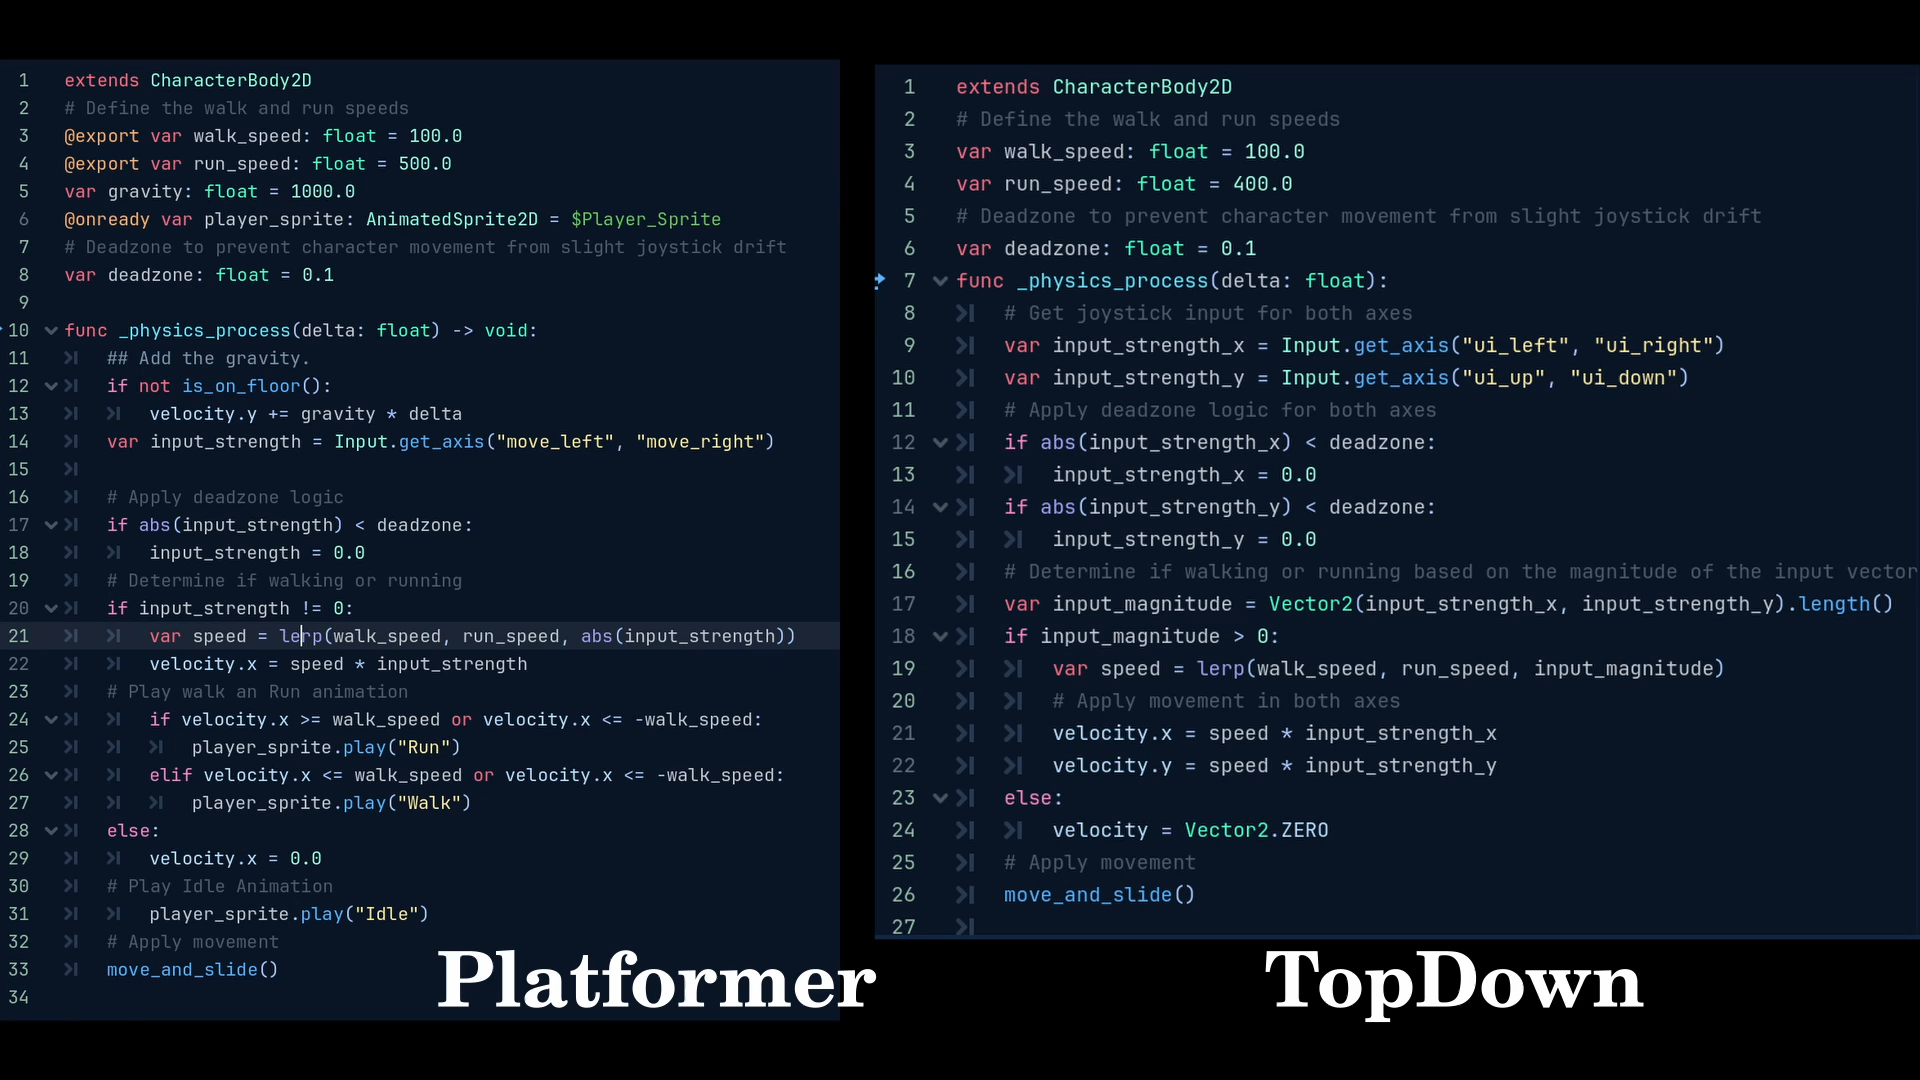 1 extends CharacterBody2D
2 # Define the walk and run speeds
3 @export var walk_speed: float = 100.0
4 @export var run_speed: float = 500.0
5 var gravity: float = 1000.0
6 @onready var player_sprite: AnimatedSprite2D = $Player_Sprite
7 # Deadzone to prevent character movement from slight joystick drift
8 var deadzone: float = 0.1
9
10 func _physics_process(delta: float) -> void:
11 ## Add the gravity.
12 if not is_on_floor():
13 velocity.y += gravity * delta
14 var input_strength = Input.get_axis("move_left", "move_right")
15
16 # Apply deadzone logic
17 if abs(input_strength) < deadzone:
18 input_strength = 0.0
19 # Determine if walking or running
20 if input_strength != 0:
21 var speed = lerp(walk_speed, run_speed, abs(input_strength))
22 velocity.x = speed * input_strength
23 # Play walk an Run animation
24 if velocity.x >= walk_speed or velocity.x <= -walk_speed:
25 player_sprite.play("Run")
26 elif velocity.x <= walk_speed or velocity.x <= -walk_speed:
27 player_sprite.play("Walk")
28 else:
29 velocity.x = 0.0
30 # Play Idle Animation
31 player_sprite.play("Idle")
32 # Apply movement
33 move_and_slide()
34
Platformer
1 extends CharacterBody2D
2 # Define the walk and run speeds
3 var walk_speed: float = 100.0
4 var run_speed: float = 400.0
5 # Deadzone to prevent character movement from slight joystick drift
6 var deadzone: float = 0.1
7 func _physics_process(delta: float):
8 # Get joystick input for both axes
9 var input_strength_x = Input.get_axis("ui_left", "ui_right")
10 var input_strength_y = Input.get_axis("ui_up", "ui_down")
11 # Apply deadzone logic for both axes
12 if abs(input_strength_x) < deadzone:
13 input_strength_x = 0.0
14 if abs(input_strength_y) < deadzone:
15 input_strength_y = 0.0
16 # Determine if walking or running based on the magnitude of the input vector
17 var input_magnitude = Vector2(input_strength_x, input_strength_y).length()
18 if input_magnitude > 0:
19 var speed = lerp(walk_speed, run_speed, input_magnitude)
20 # Apply movement in both axes
21 velocity.x = speed * input_strength_x
22 velocity.y = speed * input_strength_y
23 else:
24 velocity = Vector2.ZERO
25 # Apply movement
26 move_and_slide()
27
TopDown